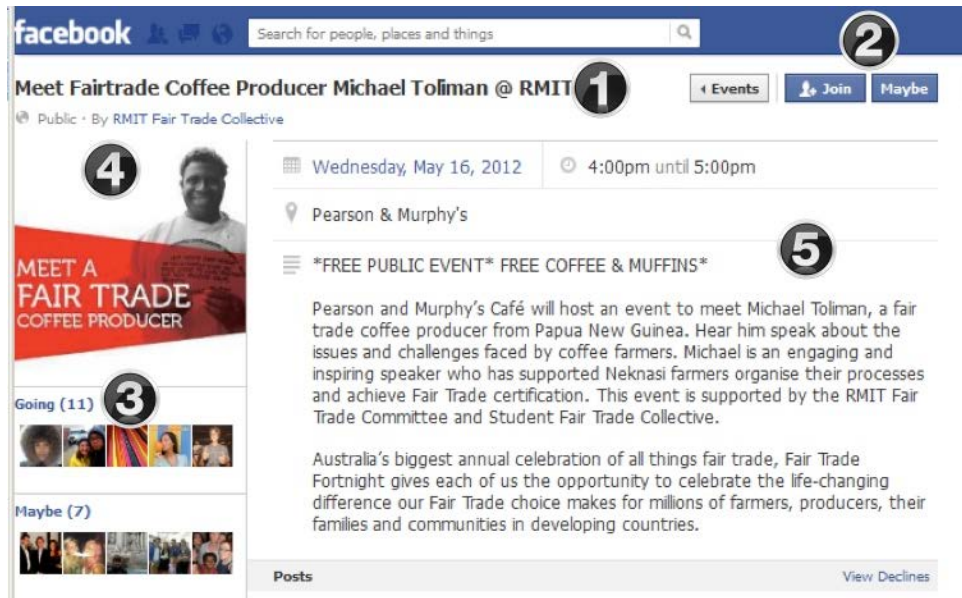 facebook
Search for people, places and things
2
Meet Fairtrade Coffee Producer Michael Toliman @ RMIT
1
Events
Join
Maybe
Public · By RMIT Fair Trade Collective
4
Wednesday, May 16, 2012
4:00pm until 5:00pm
Pearson & Murphy's
MEET A
FAIR TRADE
COFFEE PRODUCER
5
*FREE PUBLIC EVENT* FREE COFFEE & MUFFINS*
Pearson and Murphy's Café will host an event to meet Michael Toliman, a fair
trade coffee producer from Papua New Guinea. Hear him speak about the
issues and challenges faced by coffee farmers. Michael is an engaging and
inspiring speaker who has supported Neknasi farmers organise their processes
and achieve Fair Trade certification. This event is supported by the RMIT Fair
Trade Committee and Student Fair Trade Collective.
Australia's biggest annual celebration of all things fair trade, Fair Trade
Fortnight gives each of us the opportunity to celebrate the life-changing
difference our Fair Trade choice makes for millions of farmers, producers, their
families and communities in developing countries.
Going (11)
3
Maybe (7)
Posts
View Declines